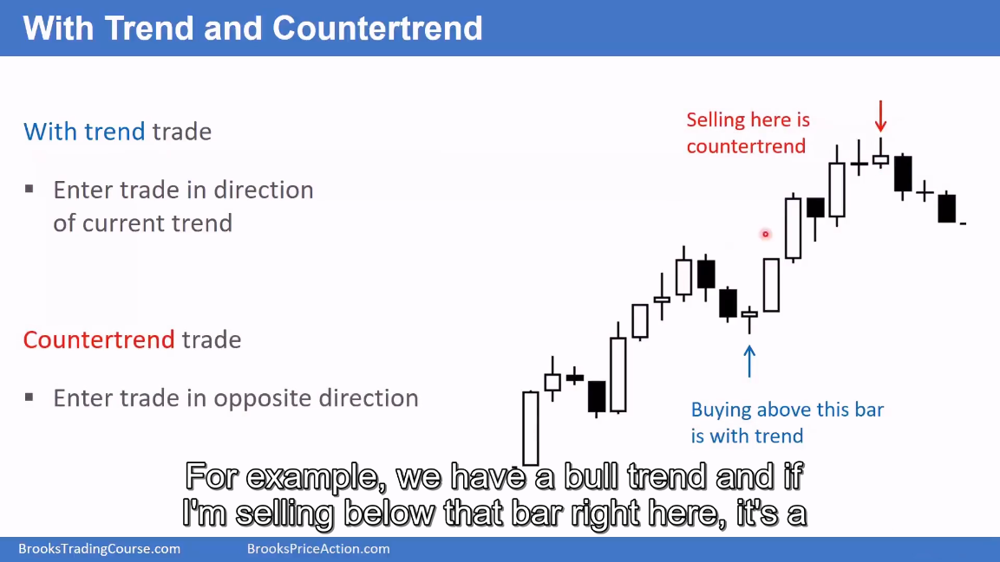 With Trend and Countertrend
With trend trade
▪ Enter trade in direction
of current trend
Countertrend trade
▪ Enter trade in opposite direction
Selling here is
countertrend
Buying above this bar
is with trend
For example, we have a bull trend and if
I'm selling below that bar right here, it's a
BrooksTradingCourse.com
BrooksPriceAction.com